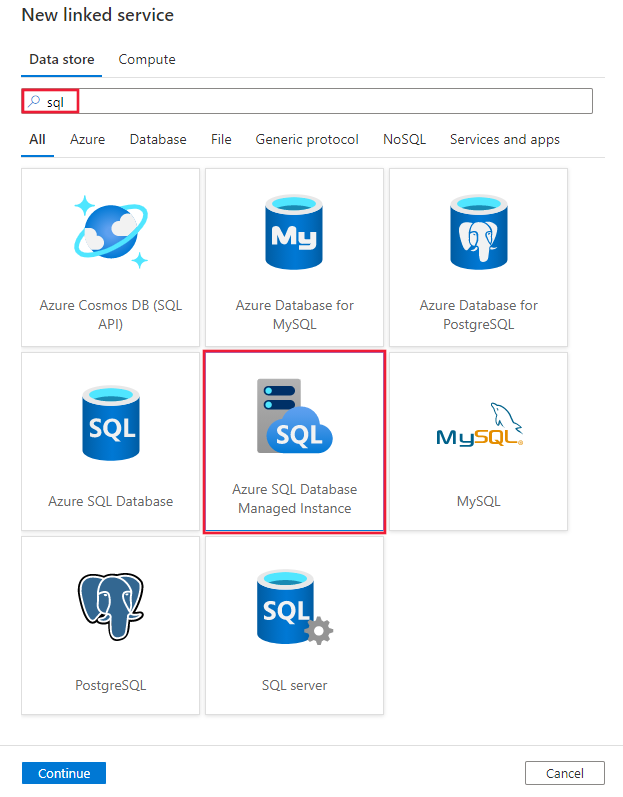 New linked service
Data store Compute
sql
All Azure Database File Generic protocol NoSQL Services and apps
My
Azure Cosmos DB (SQL
API)
Azure Database for
MySQL
Azure Database for
PostgreSQL
SQL
SQL
MySQL
Azure SQL Database
Azure SQL Database
Managed Instance
MySQL
SQL
PostgreSQL
SQL server
Continue
Cancel